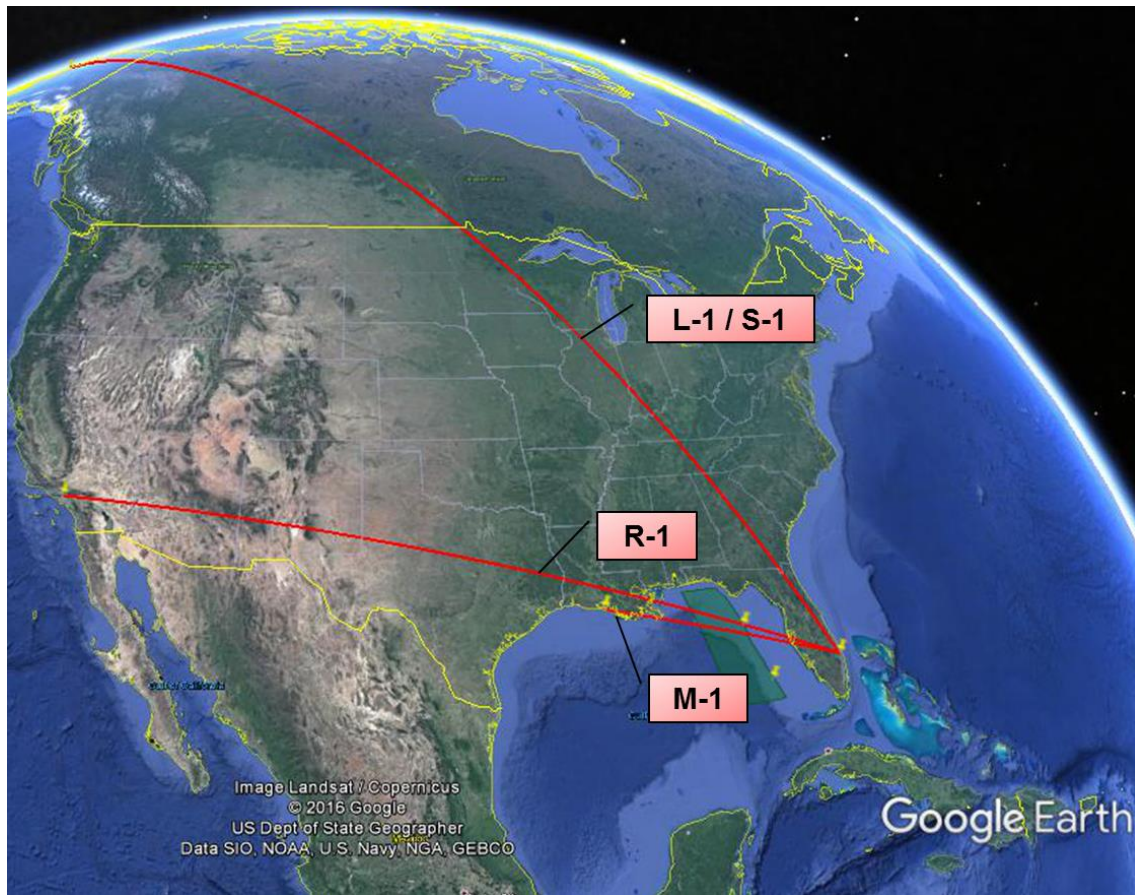 L-1 / S-1
R-1
M-1
Image Landsat / Copernicus
© 2016 Google
US Dept of State Geographer
Data SIO, NOAA, U.S. Navy, NGA, GEBCO
Google Earth